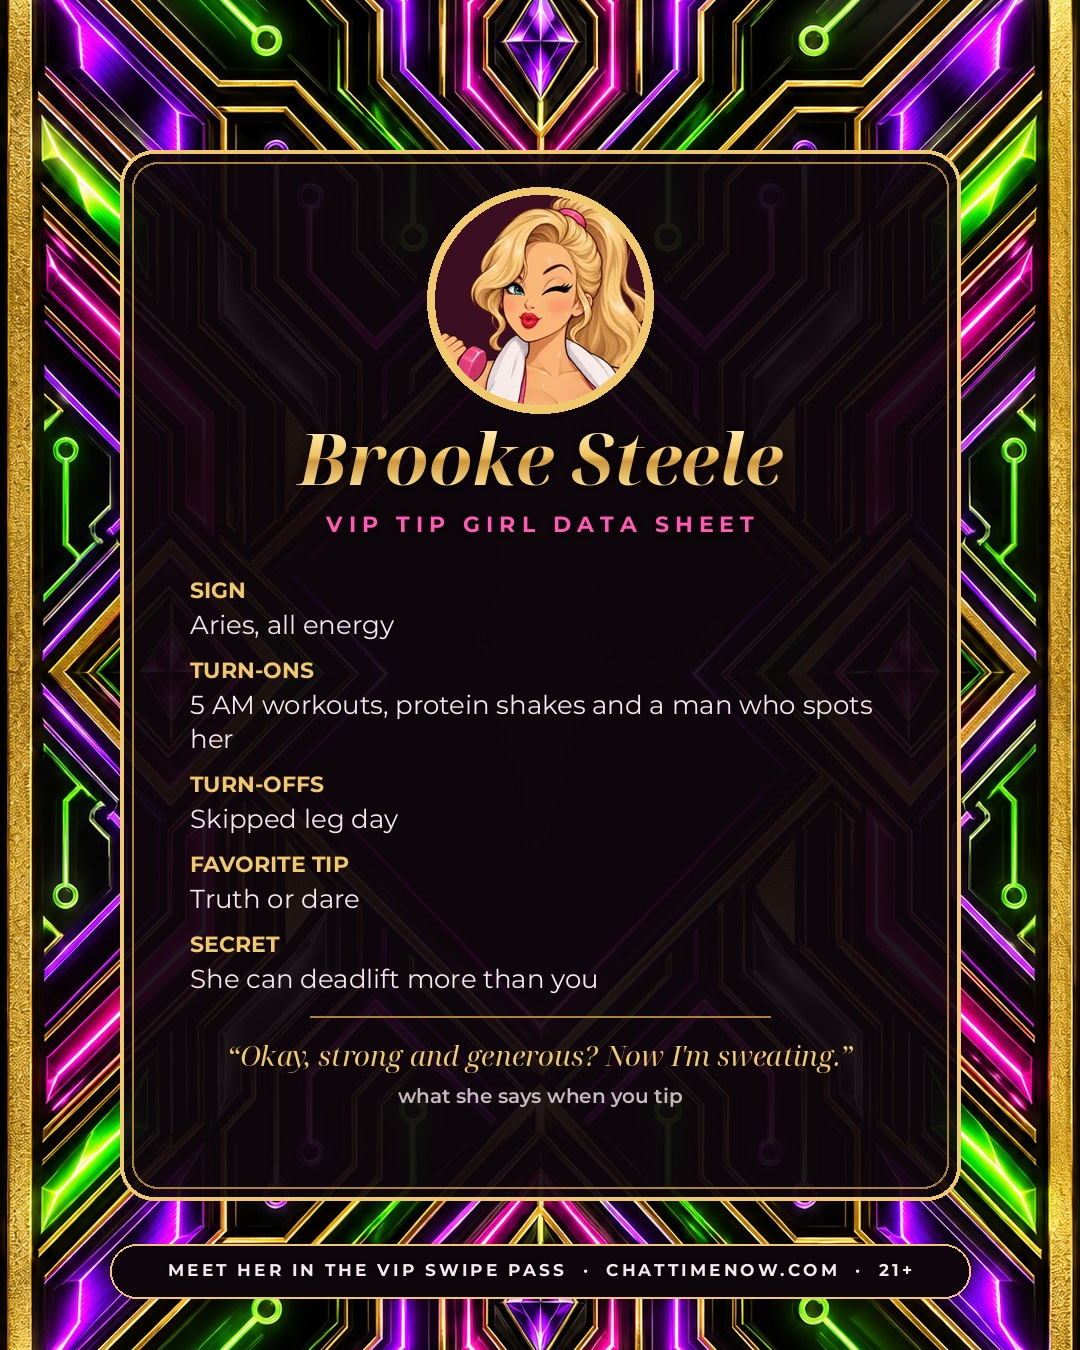 Brooke Steele
VIP TIP GIRL DATA SHEET
SIGN
Aries, all energy
TURN-ONS
5 AM workouts, protein shakes and a man who spots
her
TURN-OFFS
Skipped leg day
FAVORITE TIP
Truth or dare
SECRET
She can deadlift more than you
“Okay, strong and generous? Now I'm sweating.”
what she says when you tip
MEET HER IN THE VIP SWIPE PASS · CHATTIMENOW.COM · 21+